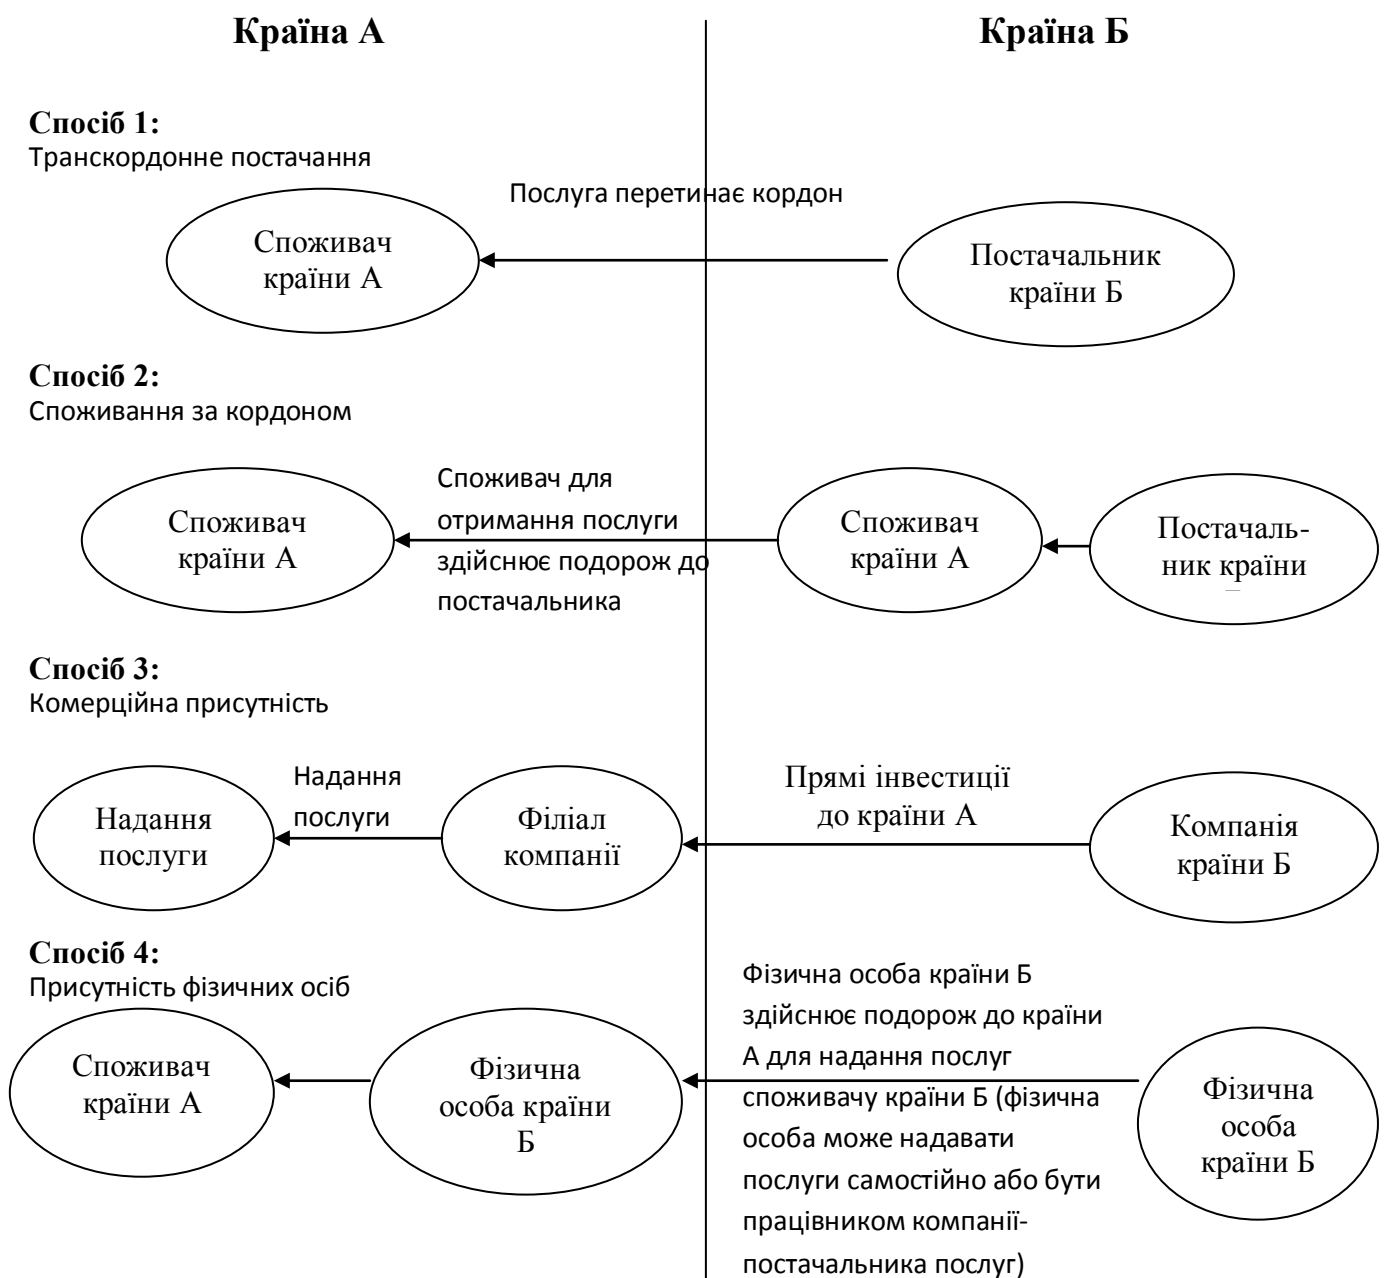 Країна А
Країна Б
Спосіб 1:
Транскордонне постачання
Послуга перетинає кордон
Споживач
країни А
Постачальник
країни Б
Спосіб 2:
Споживання за кордоном
Споживач
країни А
Споживач для
отримання послуги
здійснює подорож до
постачальника
Споживач
країни А
Постачаль-
ник країни
Спосіб 3:
Комерційна присутність
Надання
послуги
Надання
послуги
Філіал
компанії
Прямі інвестиції
до країни А
Компанія
країни Б
Спосіб 4:
Присутність фізичних осіб
Споживач
країни А
Фізична
особа країни
Б
Фізична особа країни Б
здійснює подорож до країни
А для надання послуг
споживачу країни Б (фізична
особа може надавати
послуги самостійно або бути
працівником компанії-
постачальника послуг)
Фізична
особа
країни Б